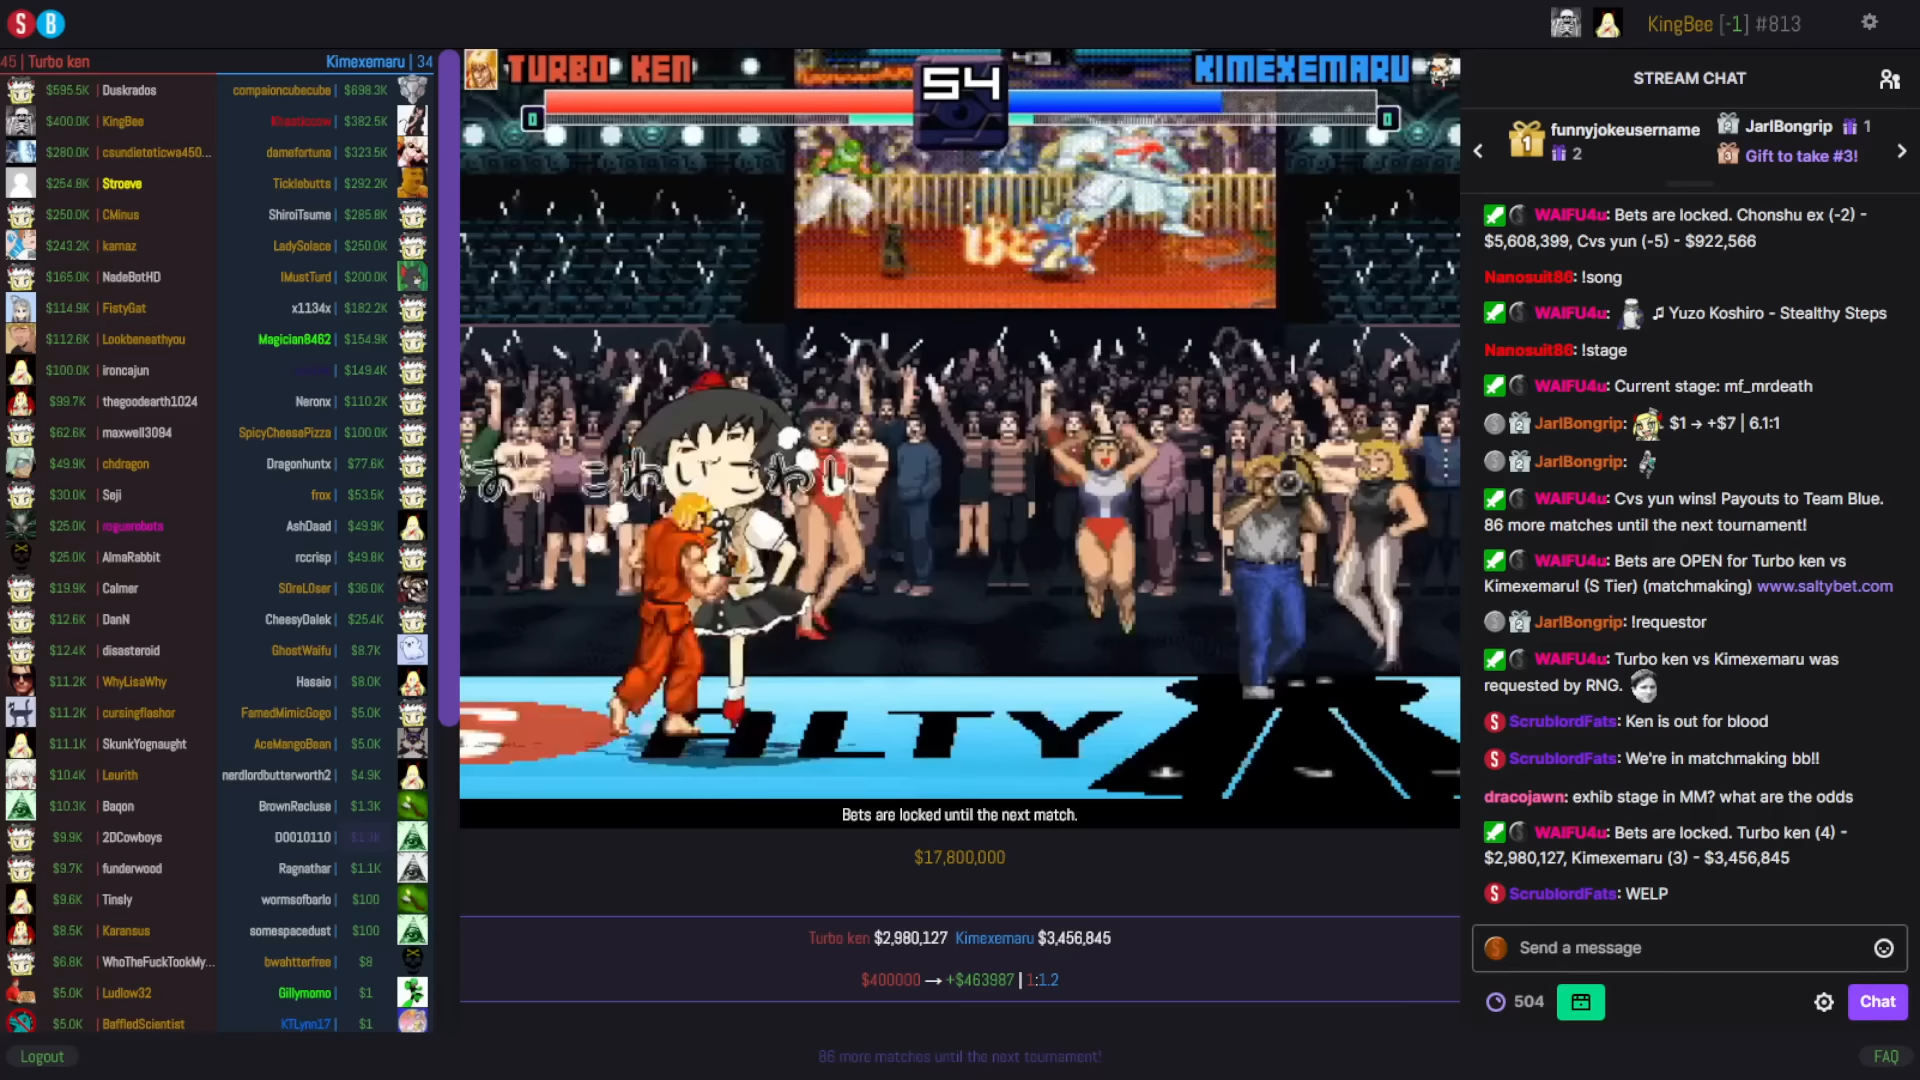 S B
KingBee [-1] #813
45 | Turbo ken
Kimexemaru | 34
$595.5K | Duskrados
compaioncubecube | $698.3K
$400.0K | KingBee
$382.5K
$280.0K | csundieteticwa450...
damefortuna | $323.5K
$254.8K | Stroeve
Ticklebutts | $292.2K
$250.0K | CMinus
ShiroiTsume | $285.8K
$243.2K | kamaz
LadySolace | $250.0K
$165.0K | NadeBotHD
IMustTurd | $200.0K
$114.9K | FistyGat
x1134x | $182.2K
$112.6K | Lookbeneathyou
Magician8462 | $154.9K
$100.0K | ironcajun
$149.4K
$99.7K | thegoodearth1024
Neronx | $110.2K
$62.6K | maxwell3094
SpicyCheesePizza | $100.0K
$49.9K | chdragon
Dragonhuntx | $77.6K
$30.0K | Seji
frox | $53.5K
$25.0K | roguerobots
AshDaad | $49.9K
$25.0K | AlmaRabbit
rccrisp | $49.8K
$19.9K | Calmer
S0reL0ser | $36.0K
$12.6K | DanN
CheesyDalek | $25.4K
$12.4K | disasteroid
GhostWaifu | $8.7K
$11.2K | WhyLisaWhy
Hasaio | $8.0K
$11.2K | cursingflashor
FamedMimicGogo | $5.0K
$11.1K | SkunkYognaught
AceMangoBean | $5.0K
$10.4K | Leurith
nerdlordbutterworth2 | $4.9K
$10.3K | Baqon
BrownRecluse | $1.3K
$9.9K | 2DCowboys
D0010110 | $1.3K
$9.7K | funderwood
Ragnathar | $1.1K
$9.6K | Tinsly
wormsofbarlo | $100
$8.5K | Karansus
somespacedust | $100
$6.8K | WhoTheFuckTookMy...
bwahtterfree | $8
$5.0K | Ludlow32
Gillymomo | $1
$5.0K | BaffledScientist
KTLynn17 | $1
Logout
TURBO KEN
54
KIMEXEMARU
0
0
こわいこわい
SALTY
Bets are locked until the next match.
$17,800,000
Turbo ken $2,980,127 Kimexemaru $3,456,845
$400000 → +$463987 | 1:1.2
86 more matches until the next tournament!
STREAM CHAT
1 funnyjokeusername
2
2 JarlBongrip 1
3 Gift to take #3!
WAIFU4u: Bets are locked. Chonshu ex (-2) -
$5,608,399, Cvs yun (-5) - $922,566
Nanosuit86: !song
WAIFU4u: ♫ Yuzo Koshiro - Stealthy Steps
Nanosuit86: !stage
WAIFU4u: Current stage: mf_mrdeath
JarlBongrip: $1 → +$7 | 6.1:1
JarlBongrip:
WAIFU4u: Cvs yun wins! Payouts to Team Blue.
86 more matches until the next tournament!
WAIFU4u: Bets are OPEN for Turbo ken vs
Kimexemaru! (S Tier) (matchmaking) www.saltybet.com
JarlBongrip: !requestor
WAIFU4u: Turbo ken vs Kimexemaru was
requested by RNG.
ScrublordFats: Ken is out for blood
ScrublordFats: We're in matchmaking bb!!
dracojawn: exhib stage in MM? what are the odds
WAIFU4u: Bets are locked. Turbo ken (4) -
$2,980,127, Kimexemaru (3) - $3,456,845
ScrublordFats: WELP
Send a message
504
Chat
FAQ